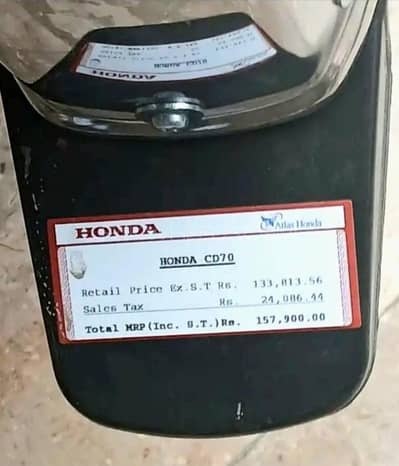 HONDA
Atlas Honda
HONDA CD70
Retail Price Ex.S.T Rs. 133,813.56
Sales Tax Rs. 24,086.44
Total MRP(Inc. S.T.)Rs. 157,900.00